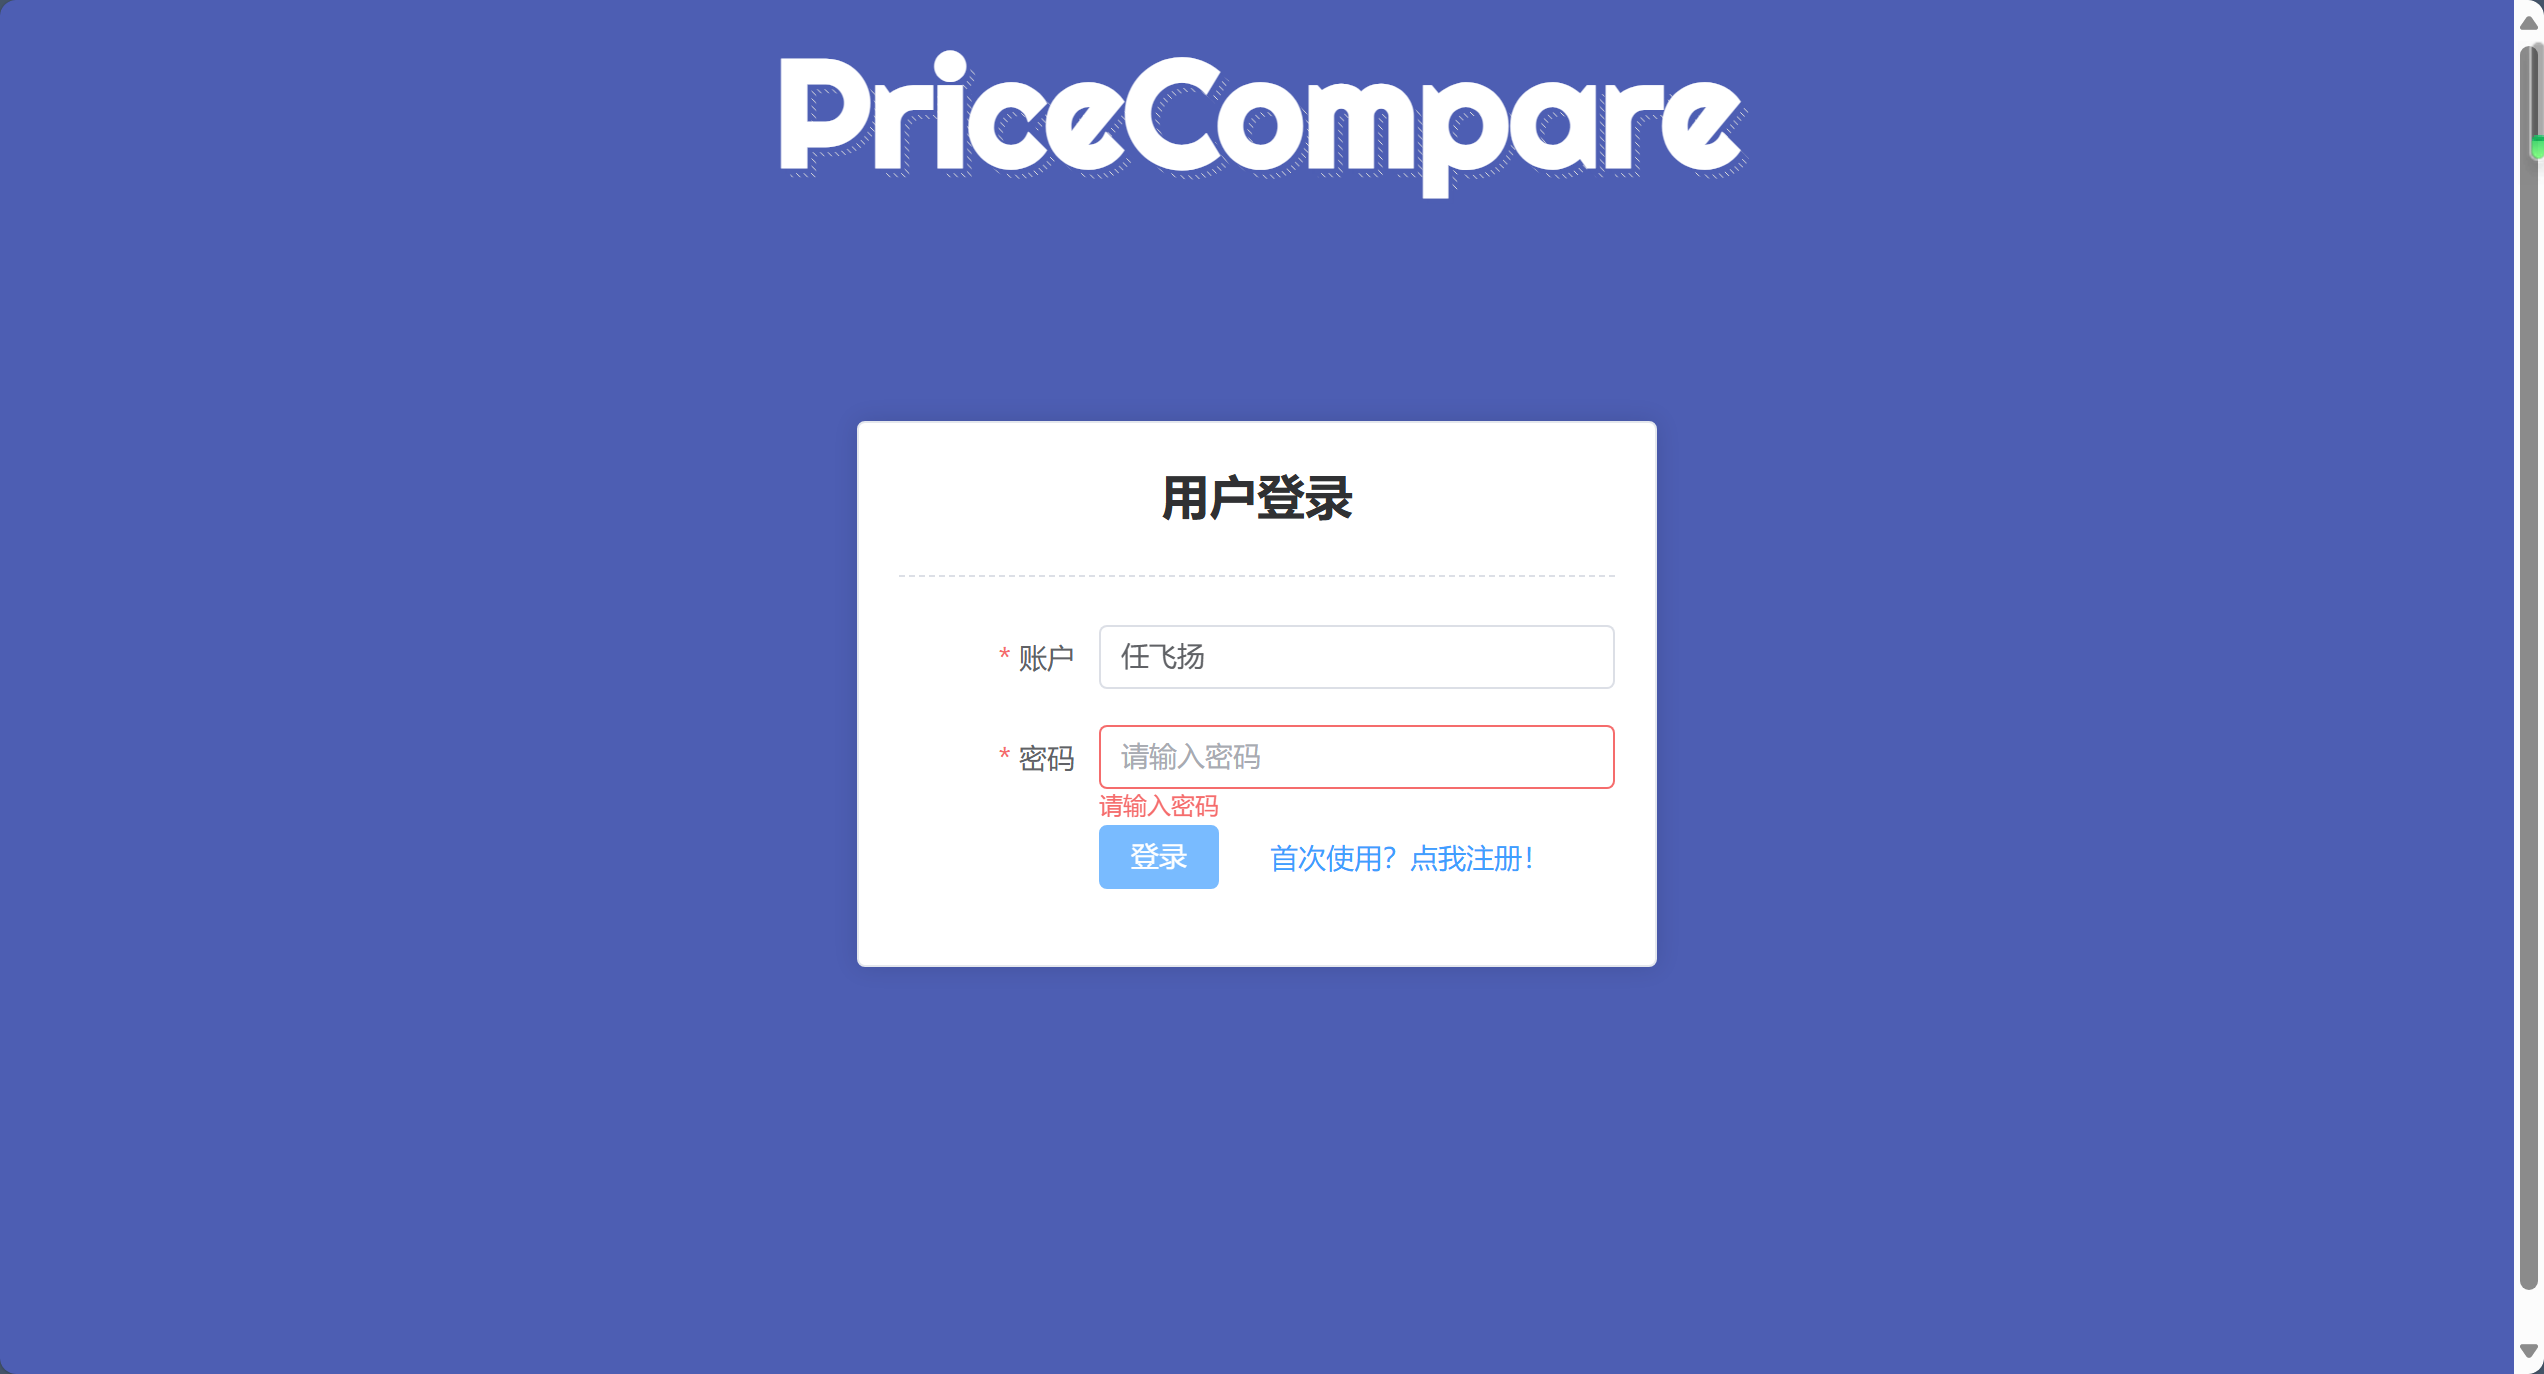 PriceCompare
用户登录
* 账户 任飞扬
* 密码 请输入密码
请输入密码
登录 首次使用？点我注册！